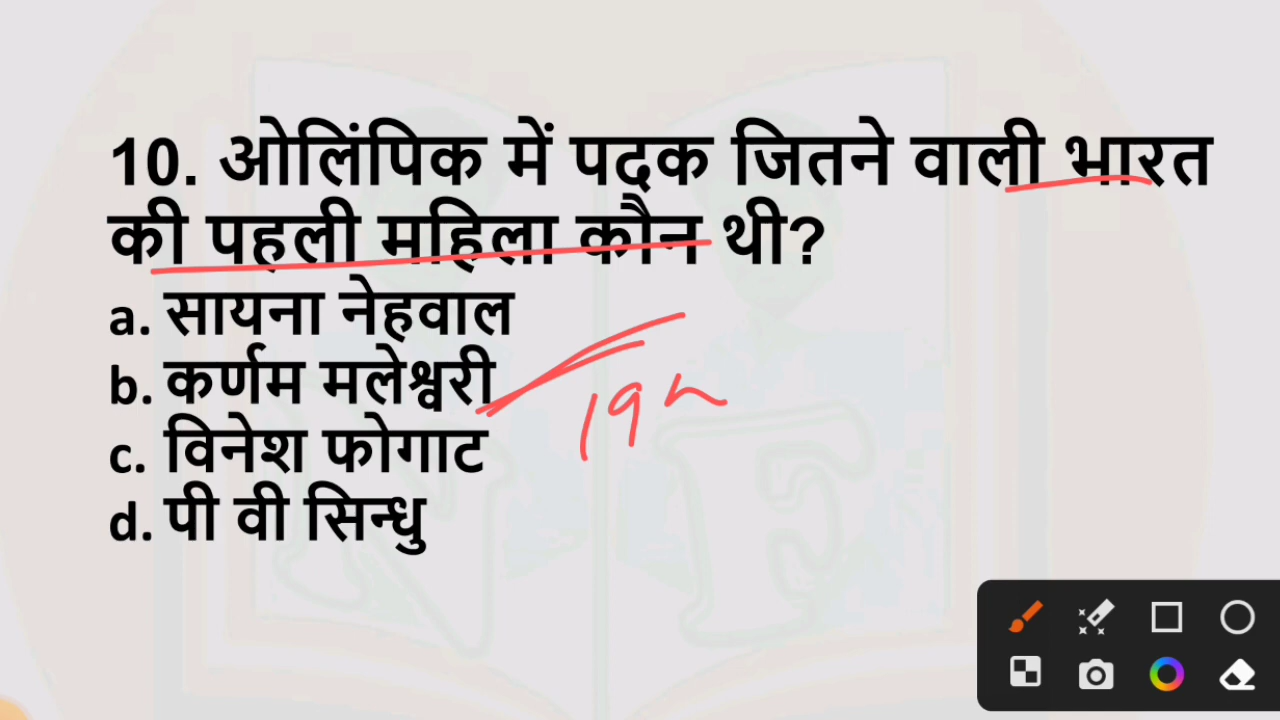 10. ओलिंपिक में पदक जितने वाली भारत
की पहली महिला कौन थी?
a. सायना नेहवाल
b. कर्णम मलेश्वरी
c. विनेश फोगाट
d. पी वी सिन्धु